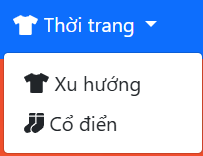 Thời trang
Xu hướng
Cổ điển